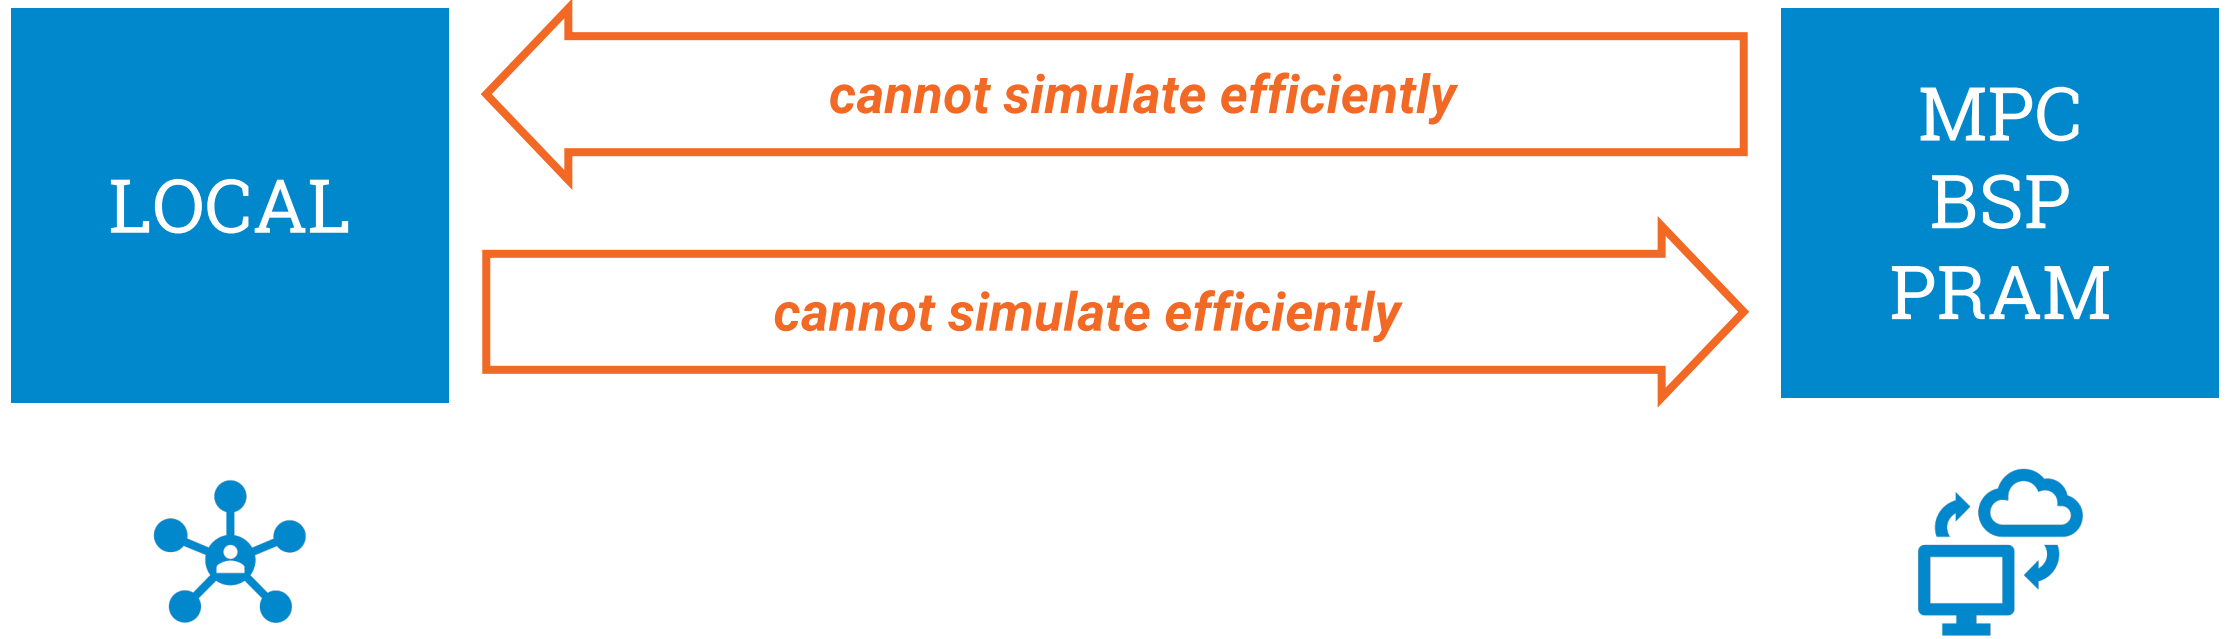 LOCAL
cannot simulate efficiently
cannot simulate efficiently
MPC
BSP
PRAM